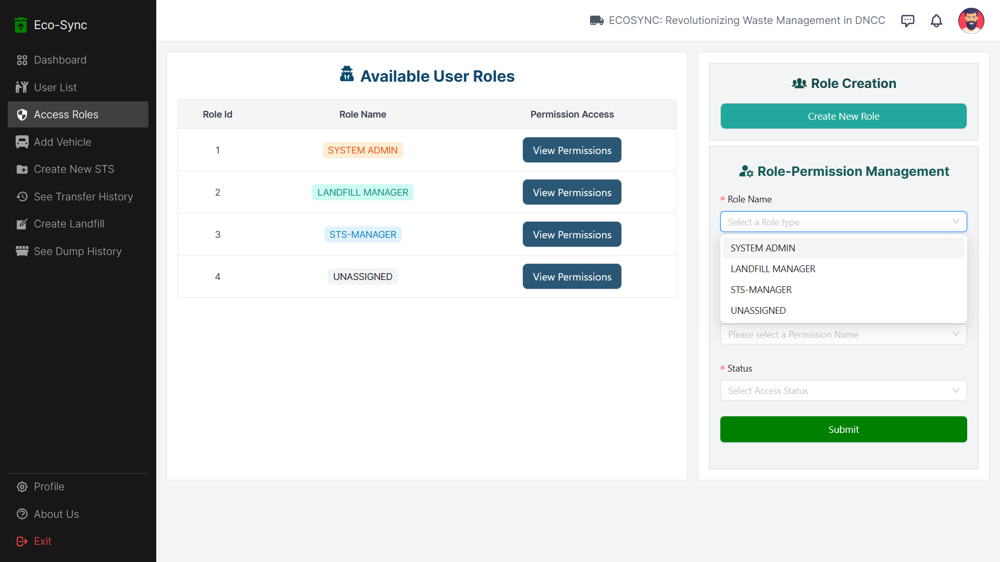 Eco-Sync
Dashboard
User List
Access Roles
Add Vehicle
Create New STS
See Transfer History
Create Landfill
See Dump History
Profile
About Us
Exit
ECOSYNC: Revolutionizing Waste Management in DNCC
Available User Roles
Role Id Role Name Permission Access
1 SYSTEM ADMIN View Permissions
2 LANDFILL MANAGER View Permissions
3 STS-MANAGER View Permissions
4 UNASSIGNED View Permissions
Role Creation
Create New Role
Role-Permission Management
* Role Name
Select a Role type
SYSTEM ADMIN
LANDFILL MANAGER
STS-MANAGER
UNASSIGNED
Please select a Permission Name
* Status
Select Access Status
Submit